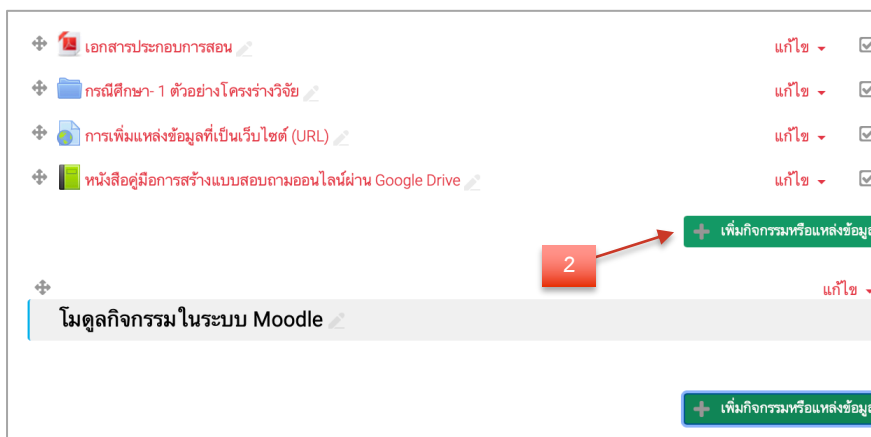 เอกสารประกอบการสอน แก้ไข
กรณีศึกษา- 1 ตัวอย่างโครงร่างวิจัย แก้ไข
การเพิ่มแหล่งข้อมูลที่เป็นเว็บไซต์ (URL) แก้ไข
หนังสือคู่มือการสร้างแบบสอบถามออนไลน์ผ่าน Google Drive แก้ไข
เพิ่มกิจกรรมหรือแหล่งข้อมูล
2
แก้ไข
โมดูลกิจกรรมในระบบ Moodle
เพิ่มกิจกรรมหรือแหล่งข้อมูล